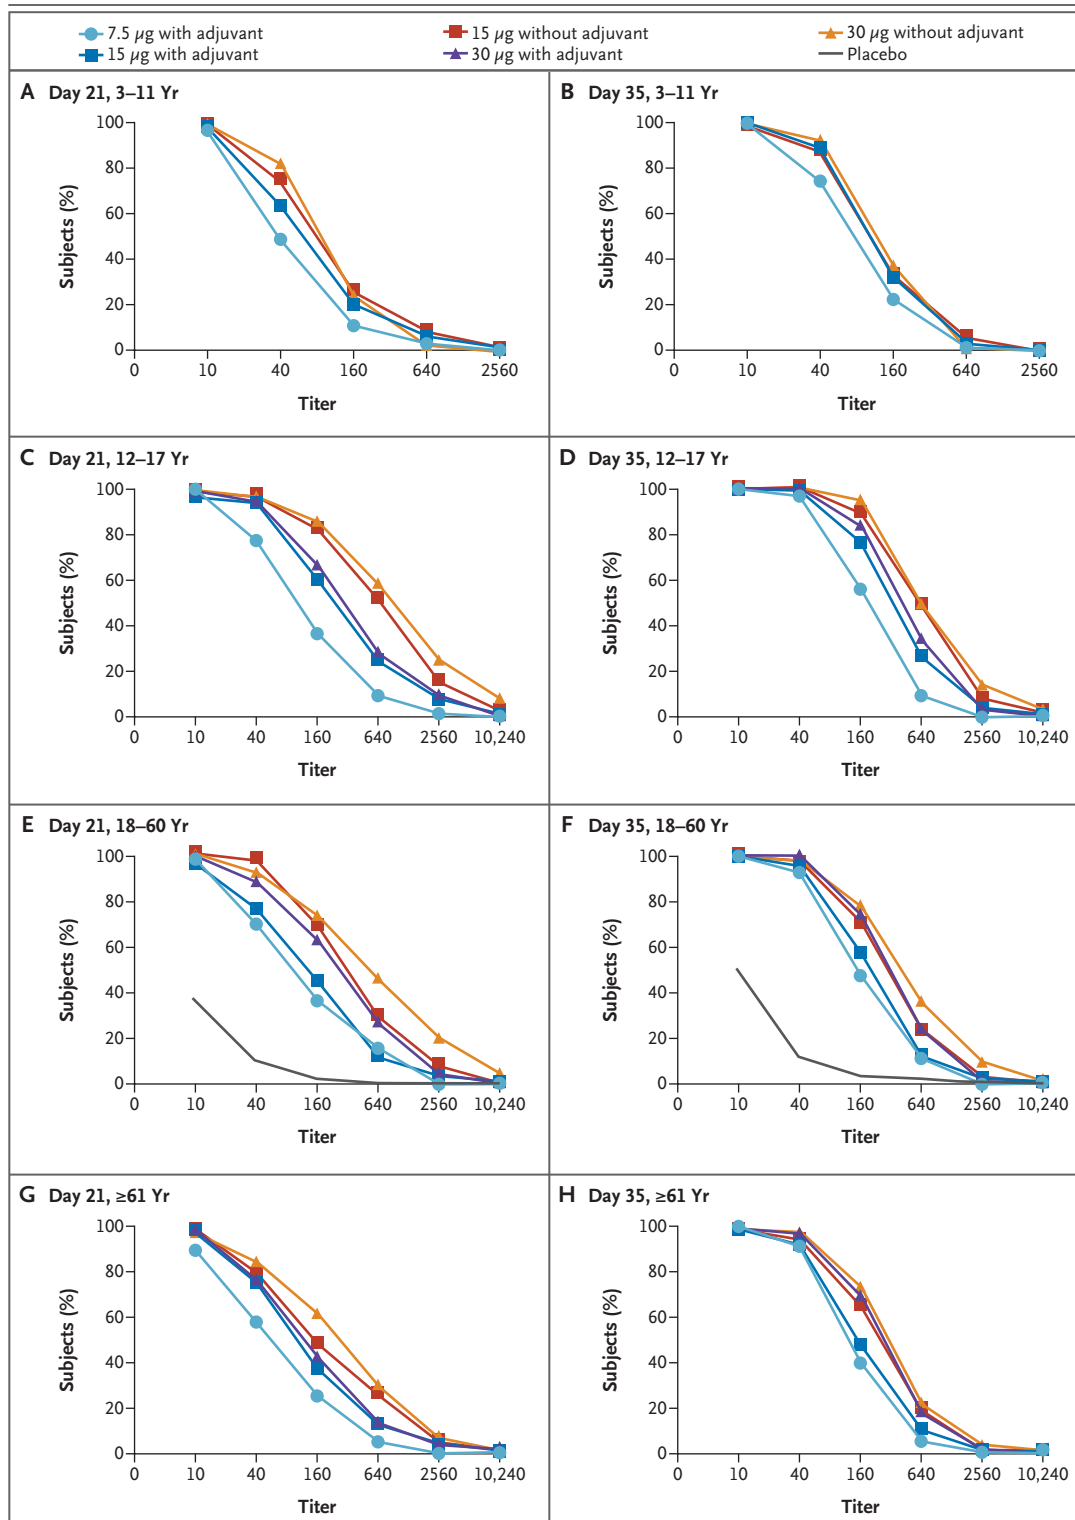 7.5 µg with adjuvant 15 µg without adjuvant 30 µg without adjuvant
15 µg with adjuvant 30 µg with adjuvant Placebo
A Day 21, 3–11 Yr
100
80
60
40
20
0
Subjects (%)
0 10 40 160 640 2560
Titer
B Day 35, 3–11 Yr
100
80
60
40
20
0
Subjects (%)
0 10 40 160 640 2560
Titer
C Day 21, 12–17 Yr
100
80
60
40
20
0
Subjects (%)
0 10 40 160 640 2560 10,240
Titer
D Day 35, 12–17 Yr
100
80
60
40
20
0
Subjects (%)
0 10 40 160 640 2560 10,240
Titer
E Day 21, 18–60 Yr
100
80
60
40
20
0
Subjects (%)
0 10 40 160 640 2560 10,240
Titer
F Day 35, 18–60 Yr
100
80
60
40
20
0
Subjects (%)
0 10 40 160 640 2560 10,240
Titer
G Day 21, ≥61 Yr
100
80
60
40
20
0
Subjects (%)
0 10 40 160 640 2560 10,240
Titer
H Day 35, ≥61 Yr
100
80
60
40
20
0
Subjects (%)
0 10 40 160 640 2560 10,240
Titer